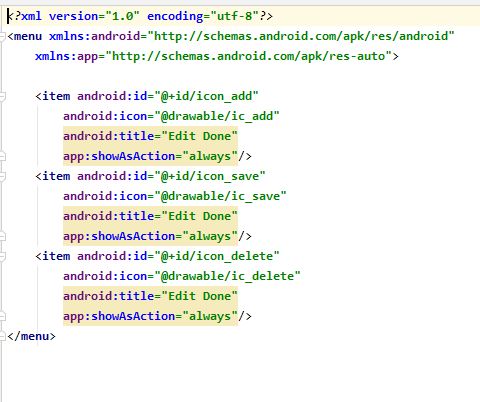 <?xml version="1.0" encoding="utf-8"?>
<menu xmlns:android="http://schemas.android.com/apk/res/android"
    xmlns:app="http://schemas.android.com/apk/res-auto">

    <item android:id="@+id/icon_add"
        android:icon="@drawable/ic_add"
        android:title="Edit Done"
        app:showAsAction="always"/>
    <item android:id="@+id/icon_save"
        android:icon="@drawable/ic_save"
        android:title="Edit Done"
        app:showAsAction="always"/>
    <item android:id="@+id/icon_delete"
        android:icon="@drawable/ic_delete"
        android:title="Edit Done"
        app:showAsAction="always"/>
</menu>